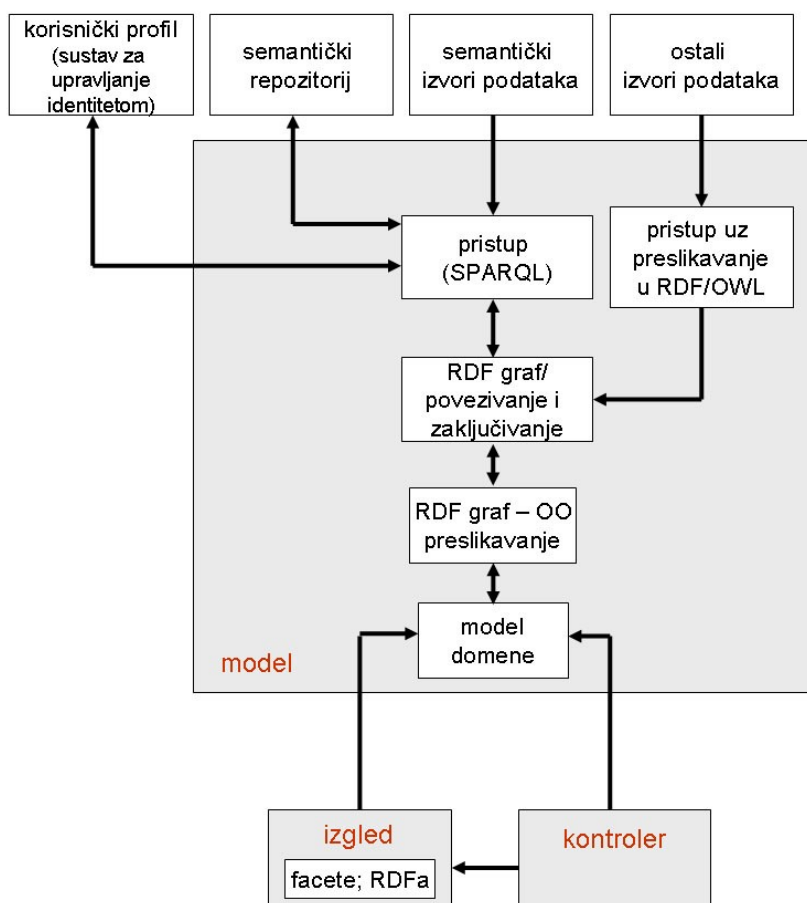 korisnički profil
(sustav za
upravljanje
identitetom)
semantički
repozitorij
semantički
izvori podataka
ostali
izvori podataka
pristup
(SPARQL)
pristup uz
preslikavanje
u RDF/OWL
RDF graf/
povezivanje i
zaključivanje
RDF graf – OO
preslikavanje
model
domene
model
izgled
facete; RDFa
kontroler